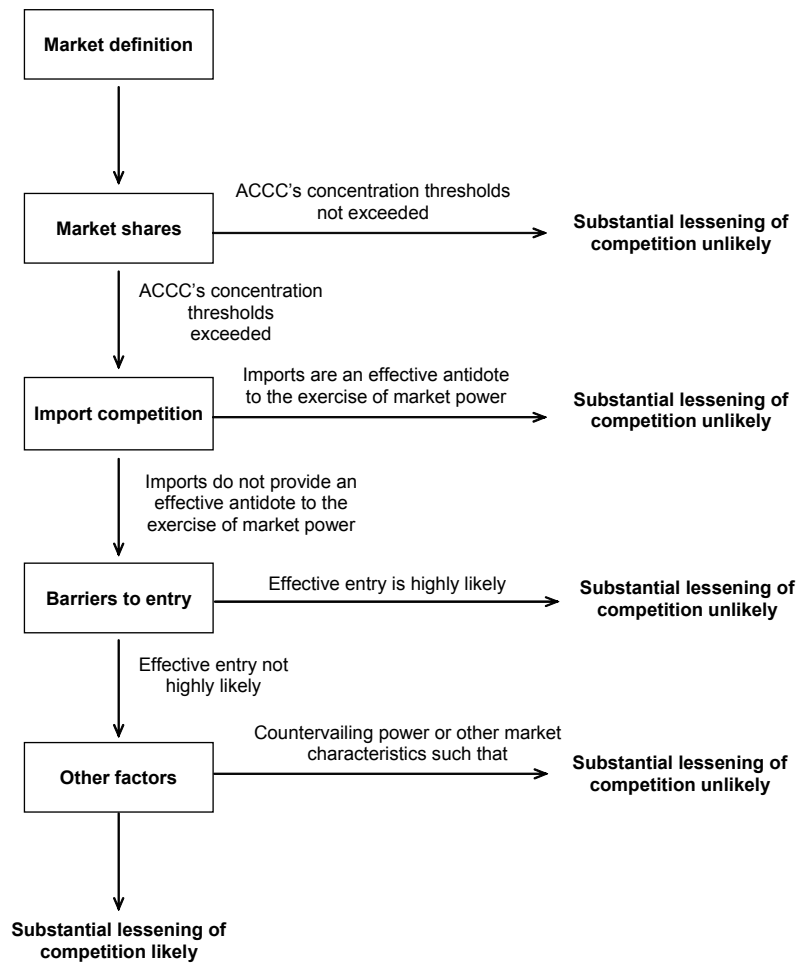 Market definition
ACCC's concentration thresholds
not exceeded
Market shares
Substantial lessening of
competition unlikely
ACCC's concentration
thresholds
exceeded
Imports are an effective antidote
to the exercise of market power
Import competition
Substantial lessening of
competition unlikely
Imports do not provide an
effective antidote to the
exercise of market power
Effective entry is highly likely
Barriers to entry
Substantial lessening of
competition unlikely
Effective entry not
highly likely
Countervailing power or other market
characteristics such that
Other factors
Substantial lessening of
competition unlikely
Substantial lessening of
competition likely